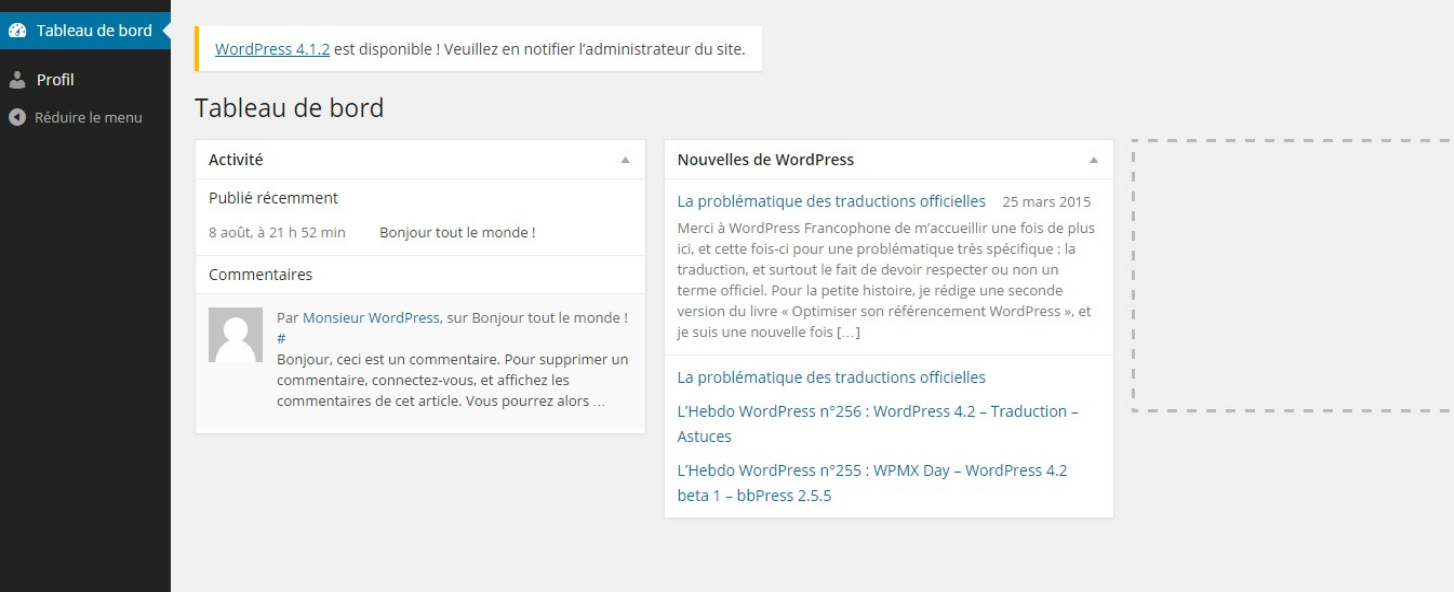 Tableau de bord
Profil
Réduire le menu
WordPress 4.1.2 est disponible ! Veuillez en notifier l’administrateur du site.
Tableau de bord
Activité
Publié récemment
8 août, à 21 h 52 min Bonjour tout le monde !
Commentaires
Par Monsieur WordPress, sur Bonjour tout le monde !
#
Bonjour, ceci est un commentaire. Pour supprimer un
commentaire, connectez-vous, et affichez les
commentaires de cet article. Vous pourrez alors …
Nouvelles de WordPress
La problématique des traductions officielles 25 mars 2015
Merci à WordPress Francophone de m’accueillir une fois de plus
ici, et cette fois-ci pour une problématique très spécifique : la
traduction, et surtout le fait de devoir respecter ou non un
terme officiel. Pour la petite histoire, je rédige une seconde
version du livre « Optimiser son référencement WordPress », et
je suis une nouvelle fois […]
La problématique des traductions officielles
L’Hebdo WordPress n°256 : WordPress 4.2 – Traduction –
Astuces
L’Hebdo WordPress n°255 : WPMX Day – WordPress 4.2
beta 1 – bbPress 2.5.5